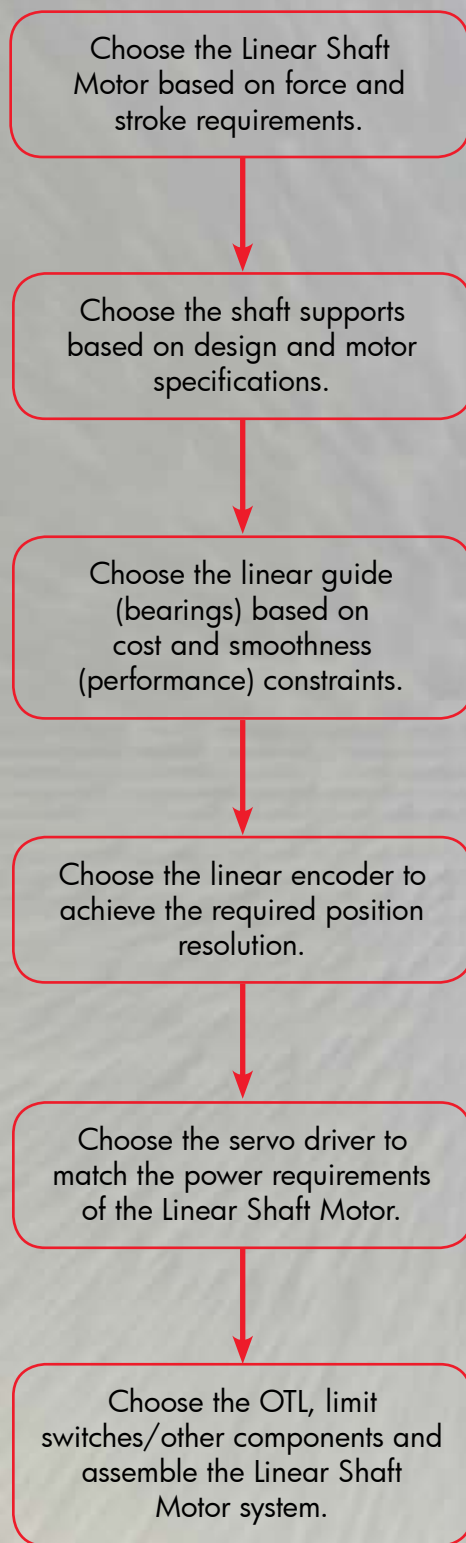 Choose the Linear Shaft
Motor based on force and
stroke requirements.
Choose the shaft supports
based on design and motor
specifications.
Choose the linear guide
(bearings) based on
cost and smoothness
(performance) constraints.
Choose the linear encoder to
achieve the required position
resolution.
Choose the servo driver to
match the power requirements
of the Linear Shaft Motor.
Choose the OTL, limit
switches/other components and
assemble the Linear Shaft
Motor system.